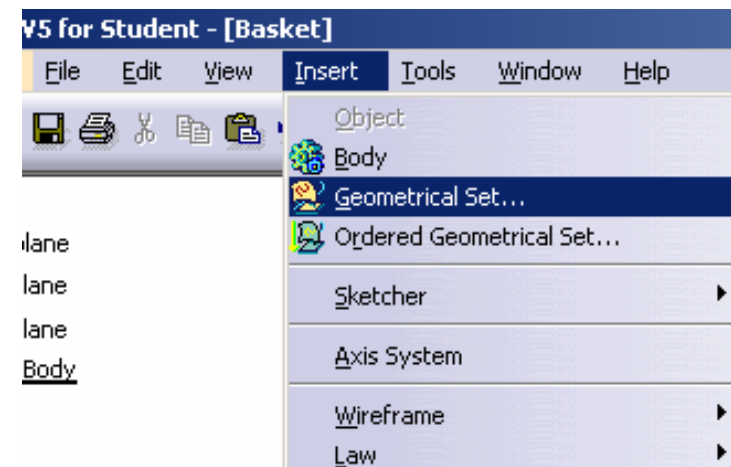 V5 for Student - [Basket]
File Edit View Insert Tools Window Help
Object
Body
Geometrical Set...
Ordered Geometrical Set...
lane
lane
lane
Body
Sketcher
Axis System
Wireframe
Law